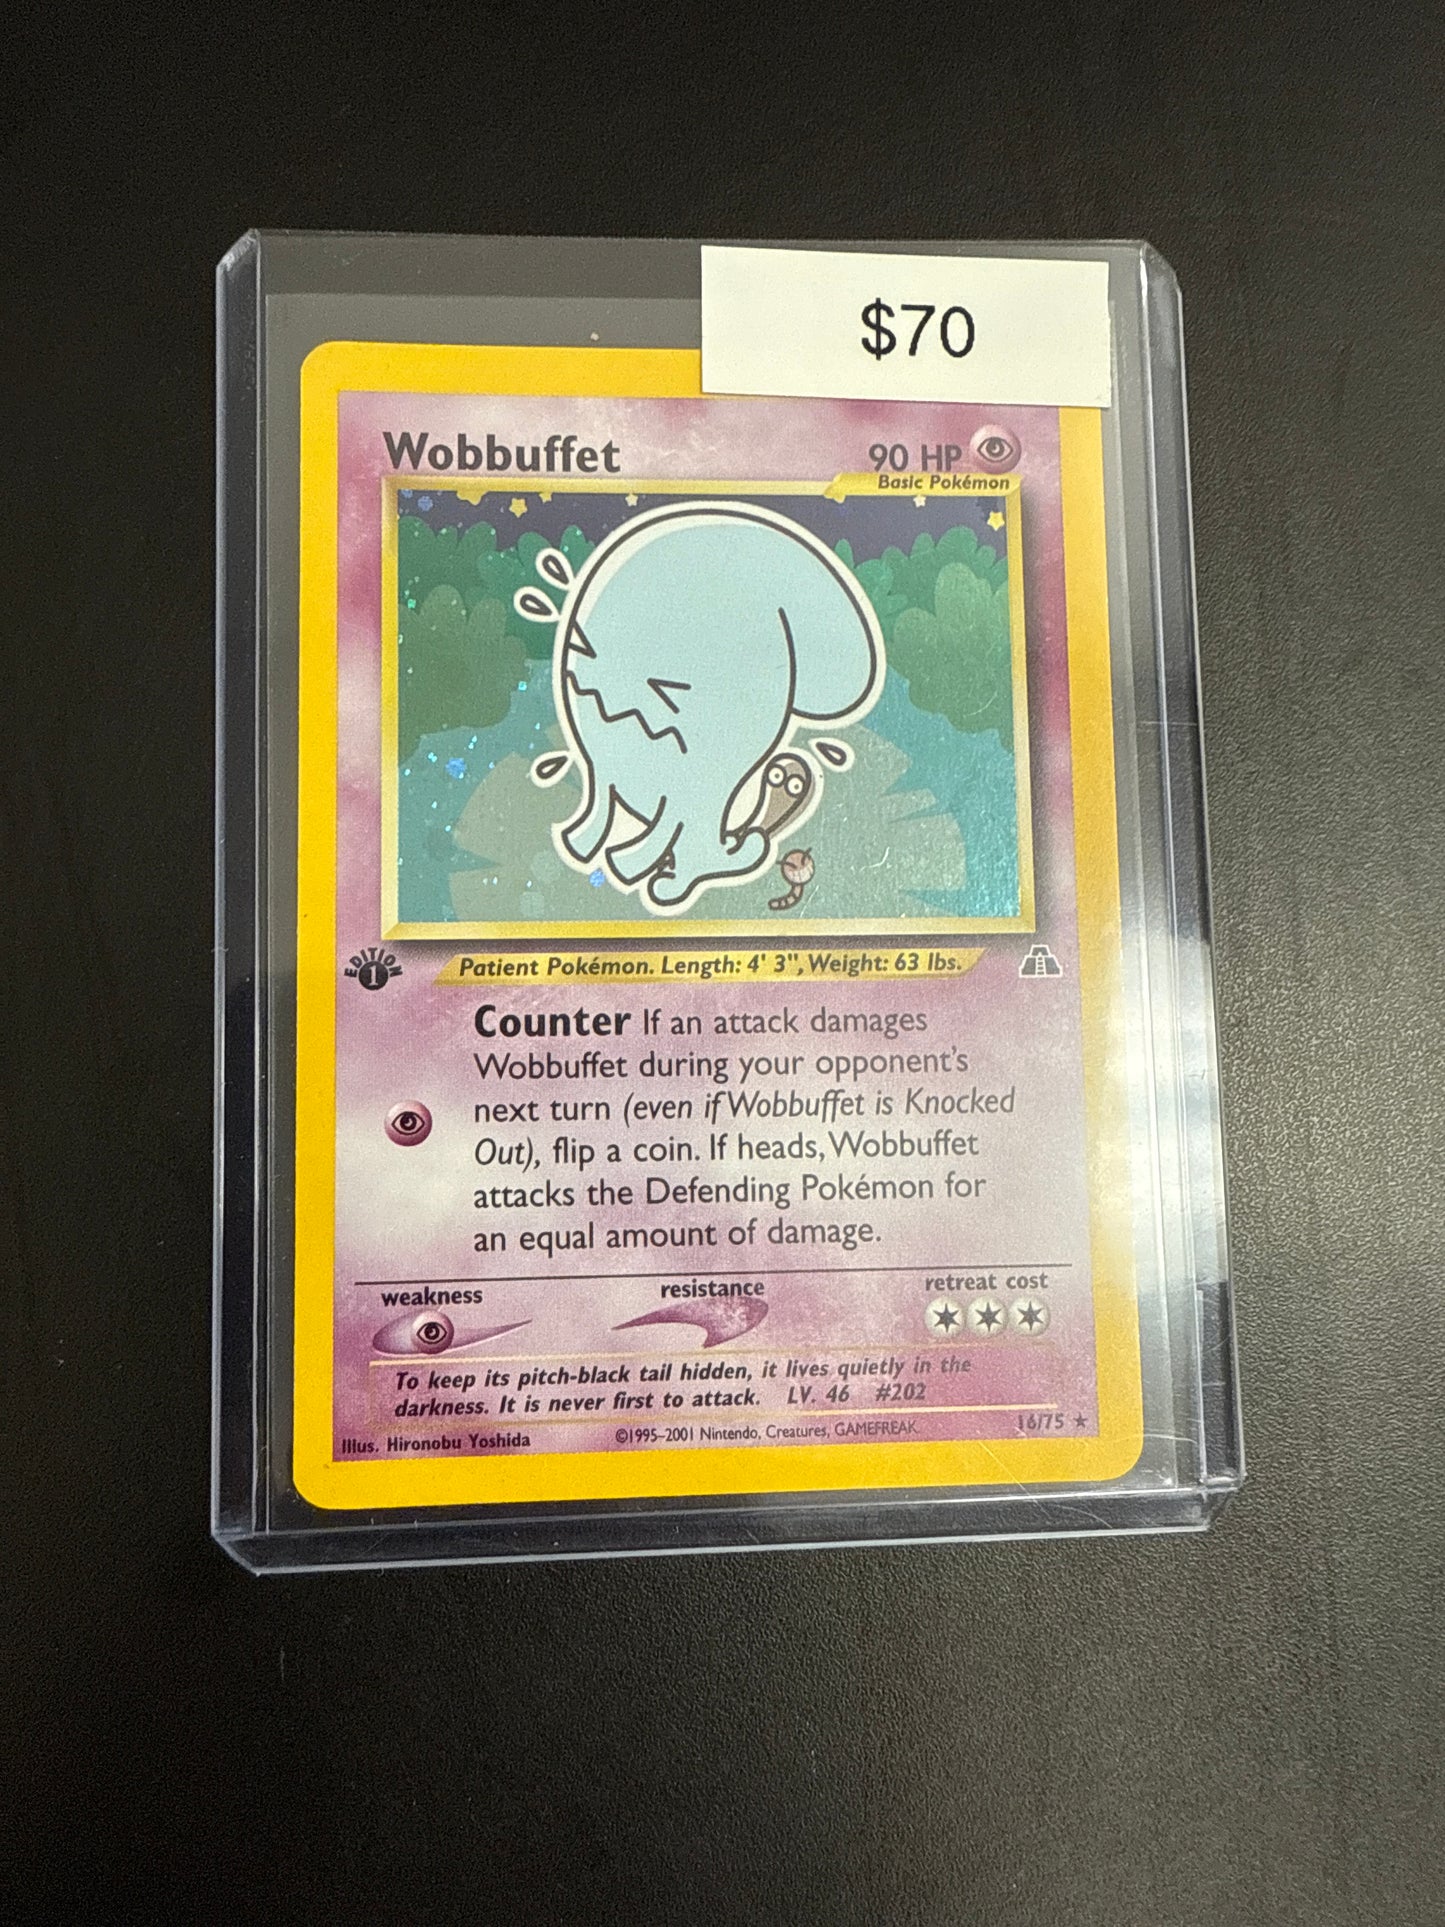 $70
Wobbuffet
90 HP
Basic Pokémon
EDITION
1
Patient Pokémon. Length: 4' 3", Weight: 63 lbs.
Counter If an attack damages
Wobbuffet during your opponent's
next turn (even if Wobbuffet is Knocked
Out), flip a coin. If heads, Wobbuffet
attacks the Defending Pokémon for
an equal amount of damage.
weakness
resistance
retreat cost
To keep its pitch-black tail hidden, it lives quietly in the
darkness. It is never first to attack. LV. 46 #202
Illus. Hironobu Yoshida
©1995–2001 Nintendo, Creatures, GAMEFREAK.
16/75 ★